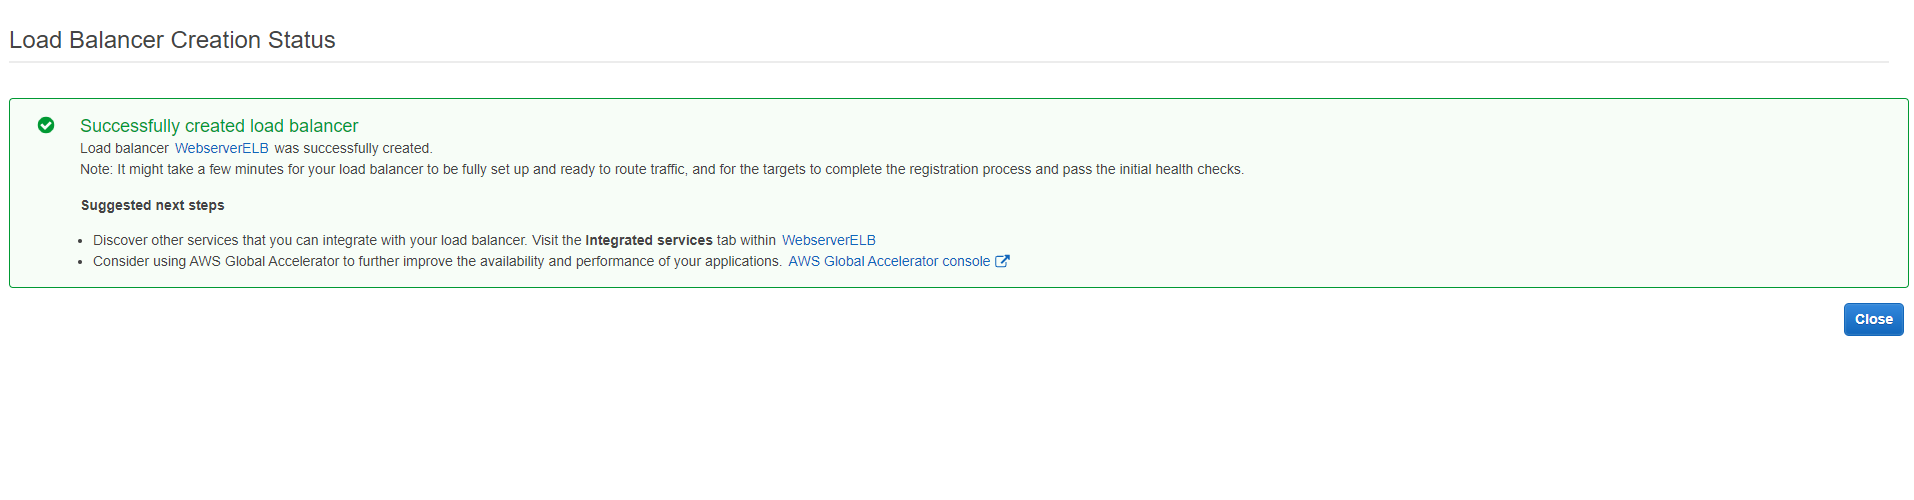 Load Balancer Creation Status
Successfully created load balancer
Load balancer WebserverELB was successfully created.
Note: It might take a few minutes for your load balancer to be fully set up and ready to route traffic, and for the targets to complete the registration process and pass the initial health checks.
Suggested next steps
• Discover other services that you can integrate with your load balancer. Visit the Integrated services tab within WebserverELB
• Consider using AWS Global Accelerator to further improve the availability and performance of your applications. AWS Global Accelerator console
Close